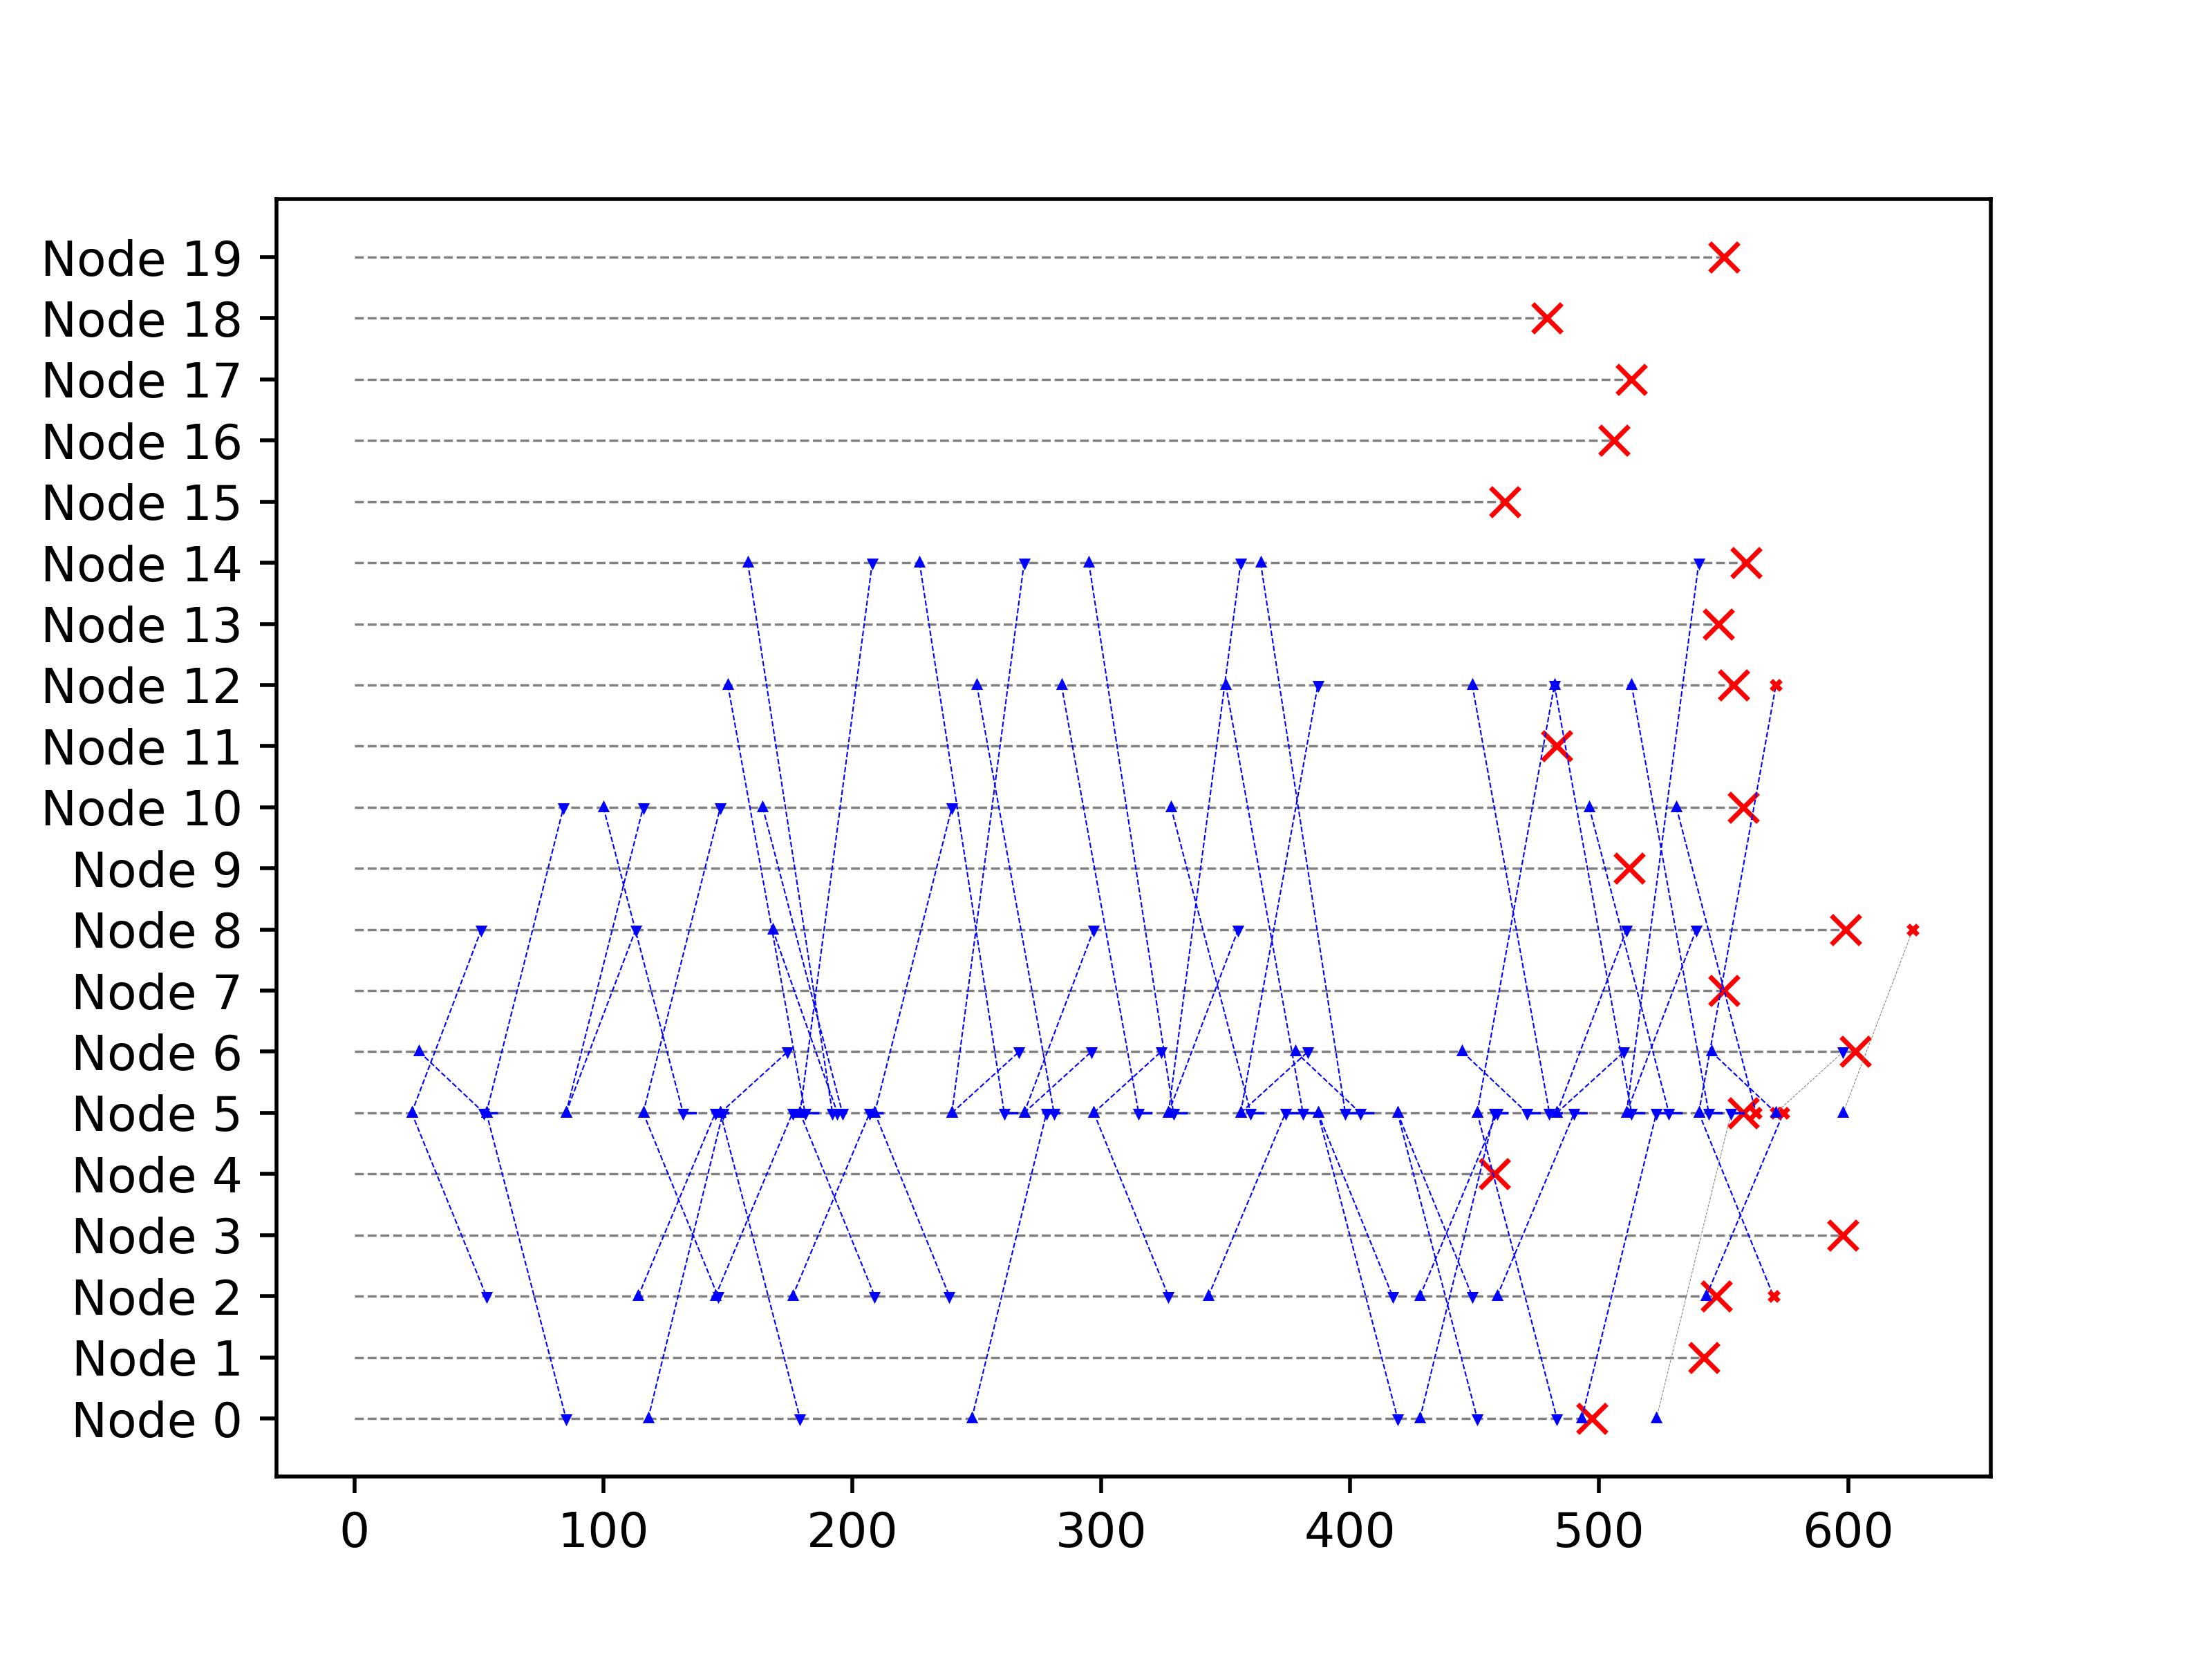 Node 19
Node 18
Node 17
Node 16
Node 15
Node 14
Node 13
Node 12
Node 11
Node 10
Node 9
Node 8
Node 7
Node 6
Node 5
Node 4
Node 3
Node 2
Node 1
Node 0
0 100 200 300 400 500 600